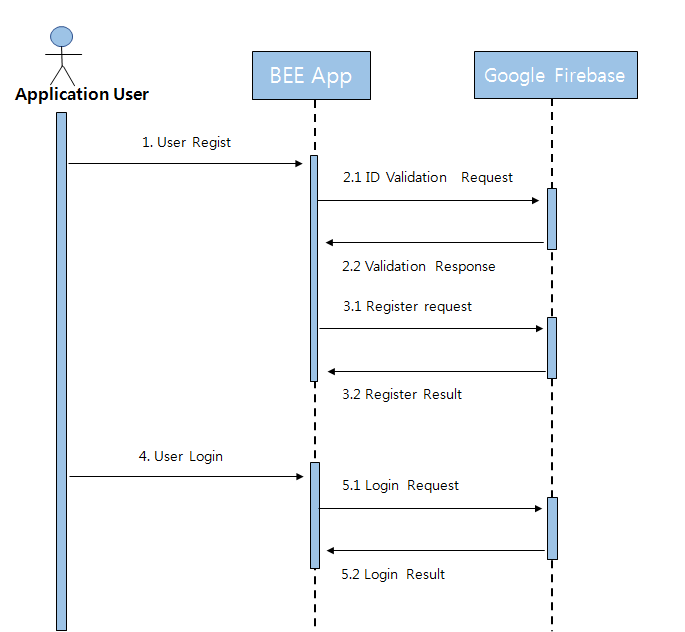 BEE App
Google Firebase
Application User
1. User Regist
2.1 ID Validation Request
2.2 Validation Response
3.1 Register request
3.2 Register Result
4. User Login
5.1 Login Request
5.2 Login Result